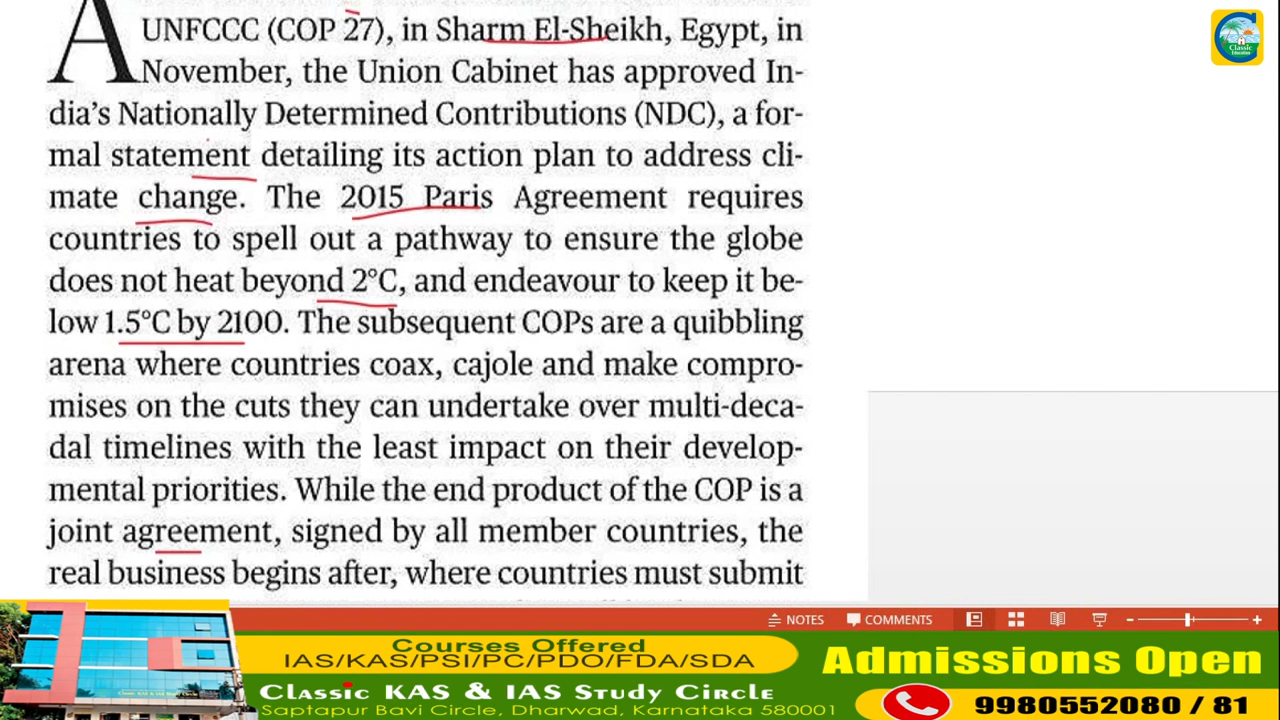 A UNFCCC (COP 27), in Sharm El-Sheikh, Egypt, in
November, the Union Cabinet has approved In-
dia's Nationally Determined Contributions (NDC), a for-
mal statement detailing its action plan to address cli-
mate change. The 2015 Paris Agreement requires
countries to spell out a pathway to ensure the globe
does not heat beyond 2°C, and endeavour to keep it be-
low 1.5°C by 2100. The subsequent COPs are a quibbling
arena where countries coax, cajole and make compro-
mises on the cuts they can undertake over multi-deca-
dal timelines with the least impact on their develop-
mental priorities. While the end product of the COP is a
joint agreement, signed by all member countries, the
real business begins after, where countries must submit
Classic
Education
NOTES
COMMENTS
Courses Offered
IAS/KAS/PSI/PC/PDO/FDA/SDA
Classic KAS & IAS Study Circle
Saptapur Bavi Circle, Dharwad, Karnataka 580001
Admissions Open
9980552080 / 81